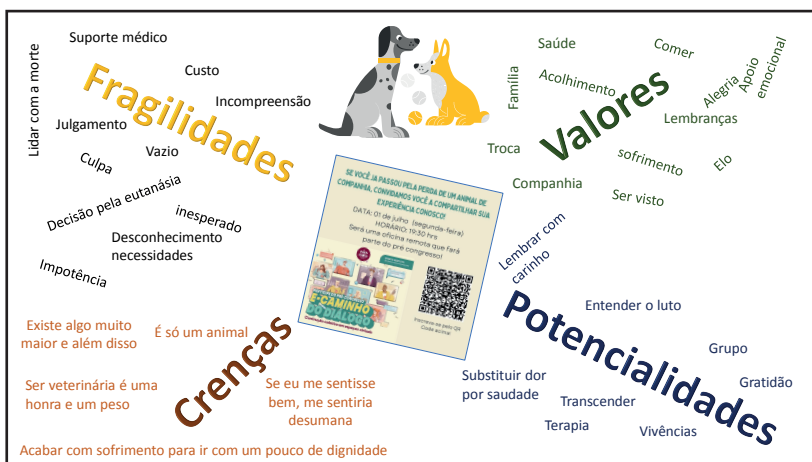 Fragilidades
Suporte médico
Lidar com a morte
Custo
Incompreensão
Julgamento
Vazio
Culpa
Decisão pela eutanásia
inesperado
Desconhecimento
necessidades
Impotência
Valores
Saúde
Comer
Família
Acolhimento
Alegria
Apoio
emocional
Lembranças
Troca
sofrimento
Elo
Companhia
Ser visto
SE VOCÊ JÁ PASSOU PELA PERDA DE UM ANIMAL DE
COMPANHIA, CONVIDAMOS VOCÊ A COMPARTILHAR SUA
EXPERIÊNCIA CONOSCO!
DATA: 01 de julho (segunda-feira)
HORÁRIO: 19:30 hrs
Será uma oficina remota que fará
parte do pré congresso!
E-CAMINHO
DO DIÁLOGO
Inscreva-se pelo QR
Code acima!
Crenças
Existe algo muito
maior e além disso
É só um animal
Ser veterinária é uma
honra e um peso
Se eu me sentisse
bem, me sentiria
desumana
Acabar com sofrimento para ir com um pouco de dignidade
Potencialidades
Lembrar com
carinho
Entender o luto
Grupo
Gratidão
Substituir dor
por saudade
Transcender
Terapia
Vivências